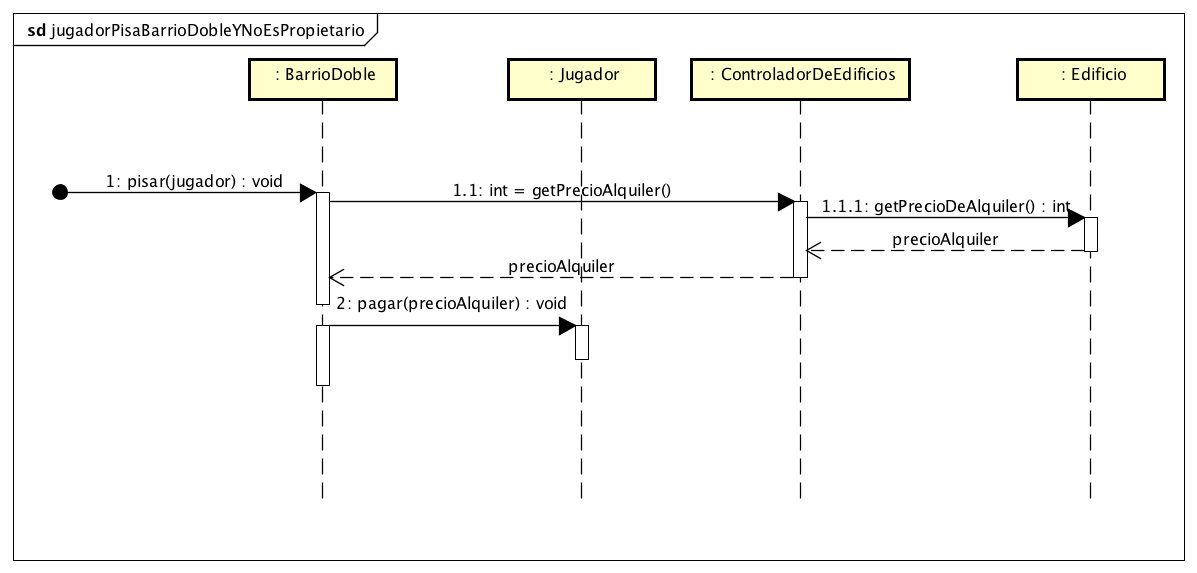 sd jugadorPisaBarrioDobleYNoEsPropietario
: BarrioDoble
: Jugador
: ControladorDeEdificios
: Edificio
1: pisar(jugador) : void
1.1: int = getPrecioAlquiler()
1.1.1: getPrecioDeAlquiler() : int
precioAlquiler
precioAlquiler
2: pagar(precioAlquiler) : void